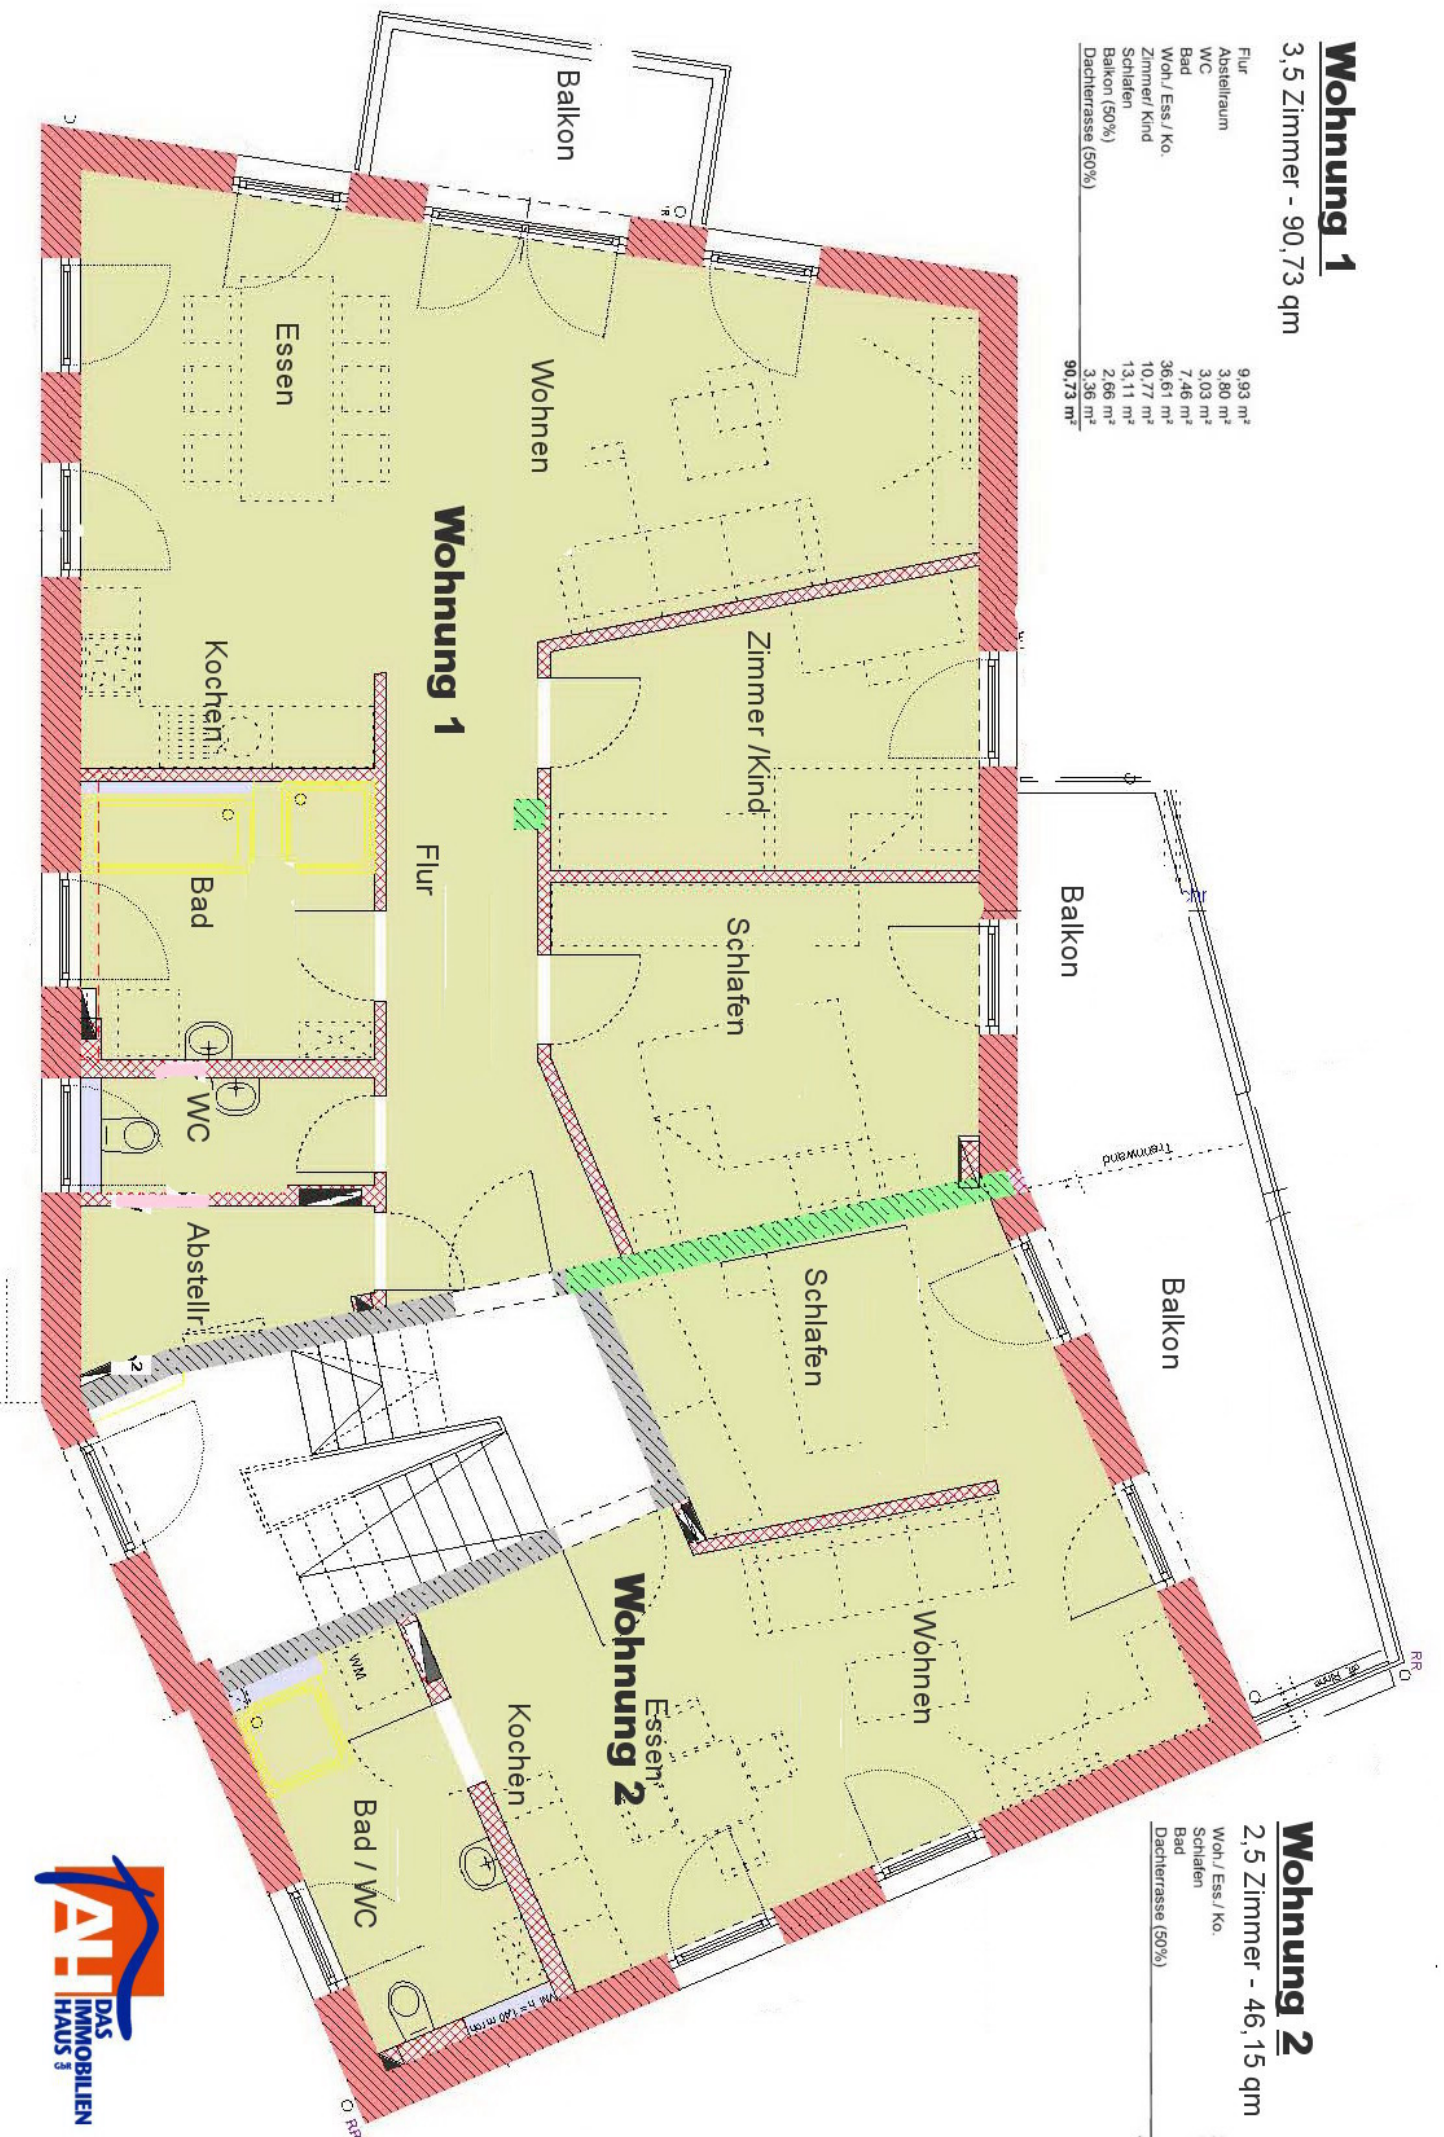 Wohnung 1
3,5 Zimmer - 90,73 qm
Flur 9,93 m²
Abstellraum 3,80 m²
WC 3,03 m²
Bad 7,46 m²
Woh./ Ess./ Ko. 36,61 m²
Zimmer/ Kind 10,77 m²
Schlafen 13,11 m²
Balkon (50%) 2,66 m²
Dachterrasse (50%) 3,36 m²
90,73 m²
Wohnung 2
2,5 Zimmer - 46,15 qm
Woh./ Ess./ Ko.
Schlafen
Bad
Dachterrasse (50%)
Balkon
Balkon
Balkon
Trennwand
RR
Zimmer /Kind
Schlafen
Schlafen
Wohnen
Wohnen
Essen
Wohnung 1
Kochen
Flur
Bad
WC
Abstellr
Wohnung 2
Essen
Kochen
WM
Bad / WC
RR
AH
DAS
IMMOBILIEN
HAUS GbR